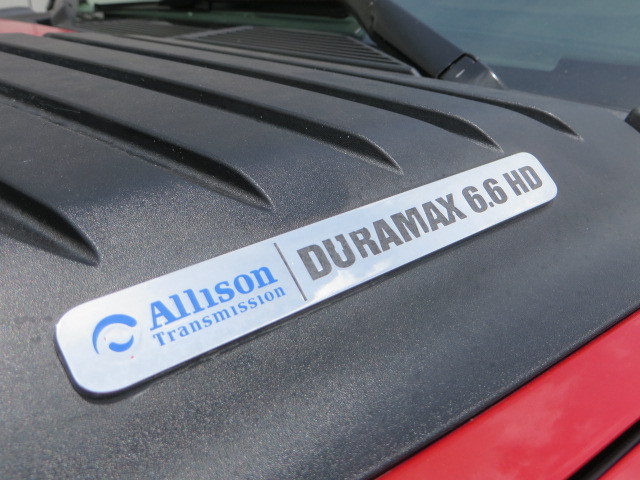 Allison
Transmission
DURAMAX 6.6 HD